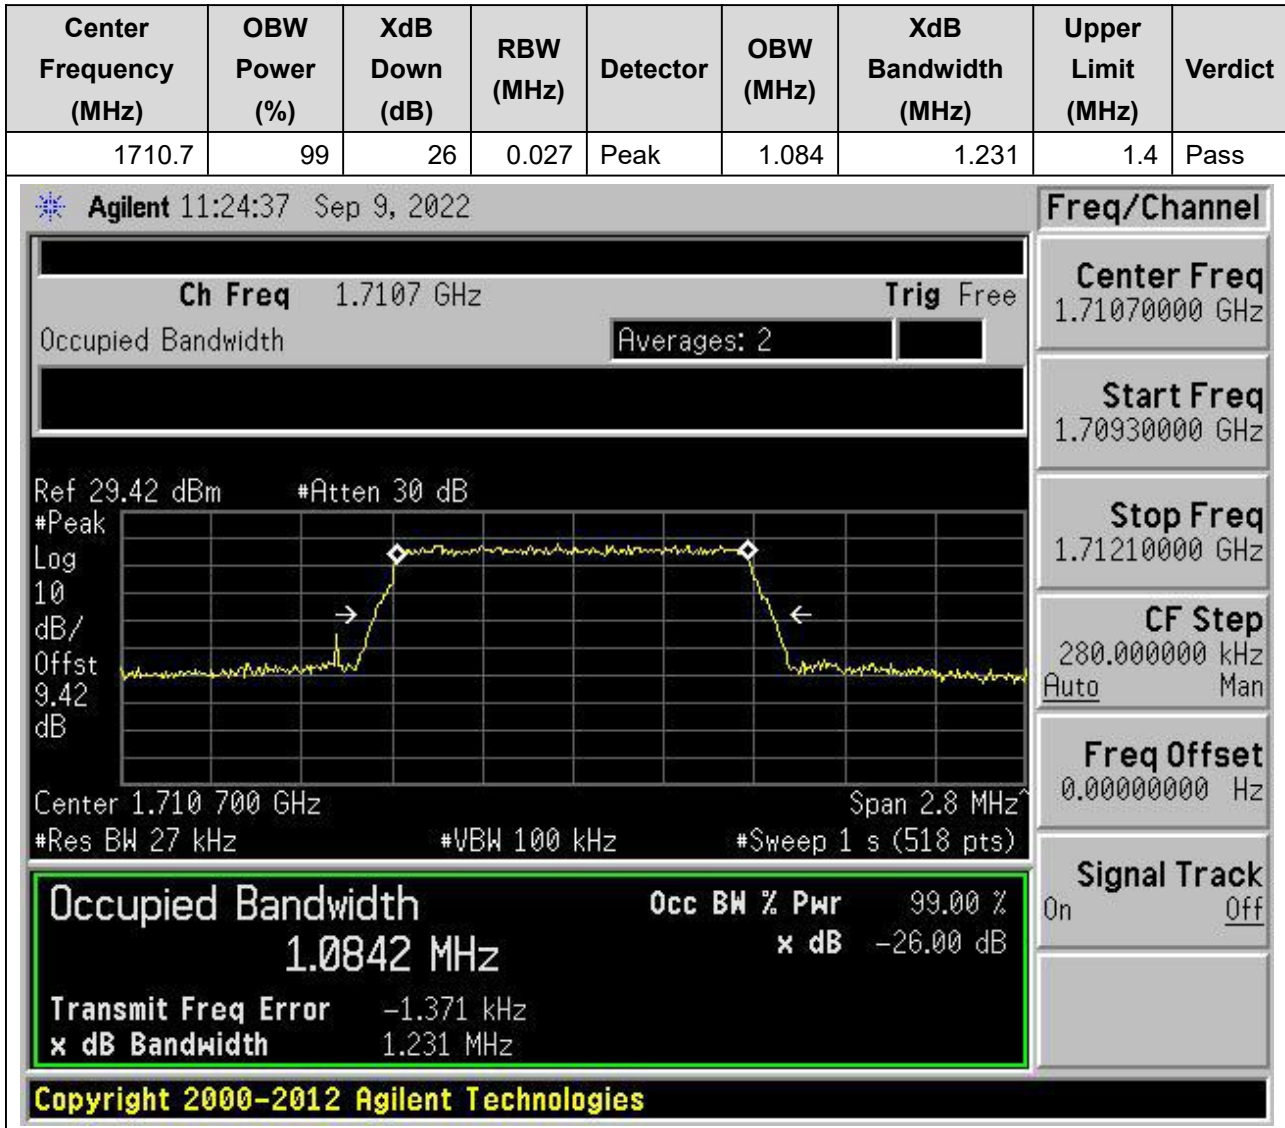 Center Frequency (MHz) OBW Power (%) XdB Down (dB) RBW (MHz) Detector OBW (MHz) XdB Bandwidth (MHz) Upper Limit (MHz) Verdict
1710.7 99 26 0.027 Peak 1.084 1.231 1.4 Pass
Agilent 11:24:37 Sep 9, 2022
Freq/Channel
Ch Freq 1.7107 GHz Trig Free
Occupied Bandwidth Averages: 2
Ref 29.42 dBm #Atten 30 dB
#Peak
Log
10
dB/
Offst
9.42
dB
Center 1.710 700 GHz Span 2.8 MHz^
#Res BW 27 kHz #VBW 100 kHz #Sweep 1 s (518 pts)
Occupied Bandwidth Occ BW % Pwr 99.00 %
1.0842 MHz x dB -26.00 dB
Transmit Freq Error -1.371 kHz
x dB Bandwidth 1.231 MHz
Center Freq
1.71070000 GHz
Start Freq
1.70930000 GHz
Stop Freq
1.71210000 GHz
CF Step
280.000000 kHz
Auto Man
Freq Offset
0.00000000 Hz
Signal Track
On Off
Copyright 2000-2012 Agilent Technologies